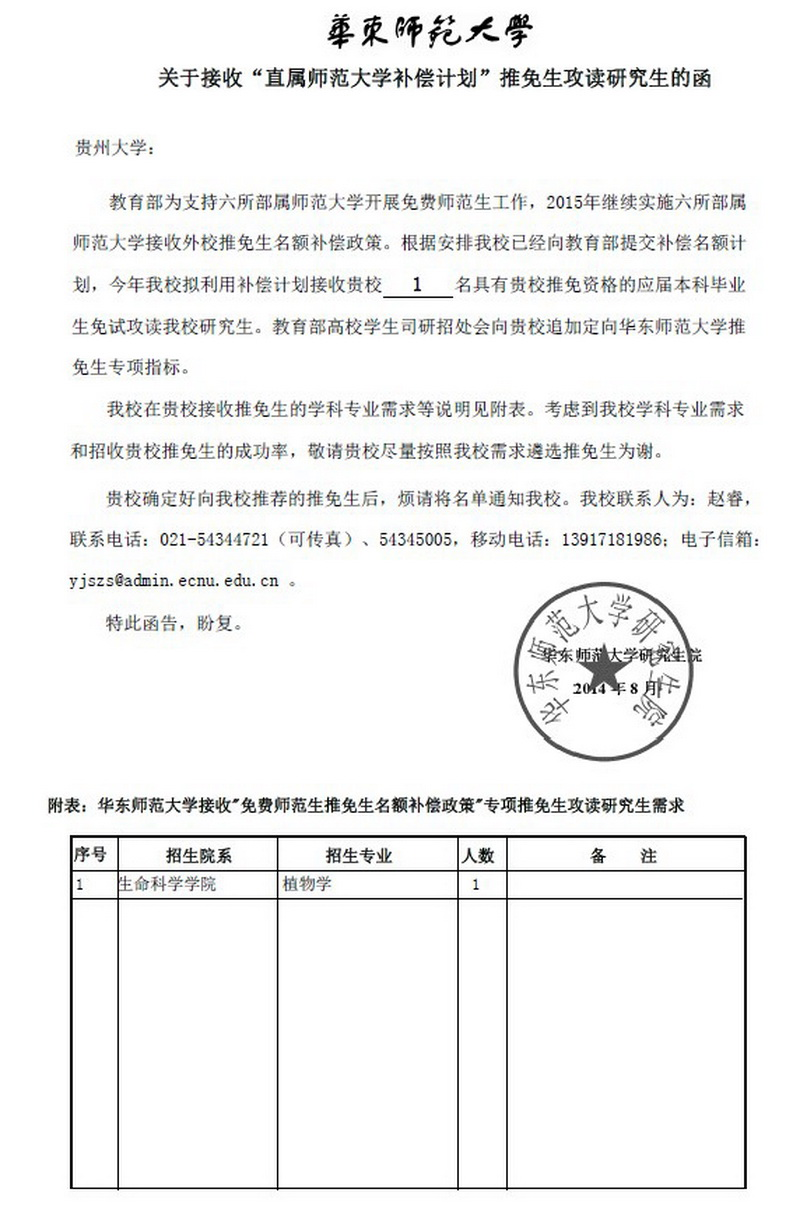 華東师范大学
关于接收“直属师范大学补偿计划”推免生攻读研究生的函
贵州大学：
教育部为支持六所部属师范大学开展免费师范生工作，2015年继续实施六所部属
师范大学接收外校推免生名额补偿政策。根据安排我校已经向教育部提交补偿名额计
划，今年我校拟利用补偿计划接收贵校 1 名具有贵校推免资格的应届本科毕业
生免试攻读我校研究生。教育部高校学生司研招处会向贵校追加定向华东师范大学推
免生专项指标。
我校在贵校接收推免生的学科专业需求等说明见附表。考虑到我校学科专业需求
和招收贵校推免生的成功率，敬请贵校尽量按照我校需求遴选推免生为谢。
贵校确定好向我校推荐的推免生后，烦请将名单通知我校。我校联系人为：赵睿，
联系电话：021-54344721（可传真）、54345005，移动电话：13917181986；电子信箱：
yjszs@admin.ecnu.edu.cn 。
特此函告，盼复。
华东师范大学研究生院
华东师范大学研究生院
2014 年 8 月
附表：华东师范大学接收"免费师范生推免生名额补偿政策"专项推免生攻读研究生需求
序号 招生院系 招生专业 人数 备 注
1 生命科学学院 植物学 1